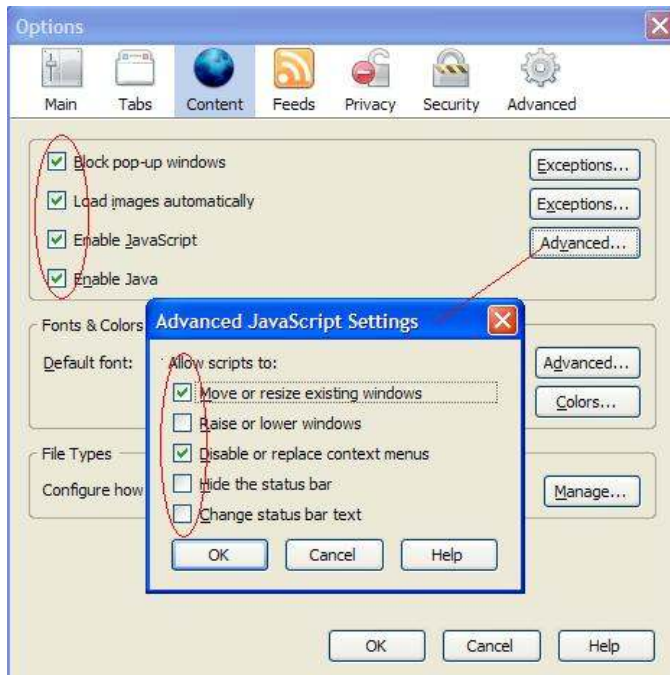 Options
Main Tabs Content Feeds Privacy Security Advanced
Block pop-up windows Exceptions...
Load images automatically Exceptions...
Enable JavaScript Advanced...
Enable Java
Fonts & Colors
Default font: Advanced...
Colors...
File Types
Configure how Manage...
Advanced JavaScript Settings
Allow scripts to:
Move or resize existing windows
Raise or lower windows
Disable or replace context menus
Hide the status bar
Change status bar text
OK Cancel Help
OK Cancel Help